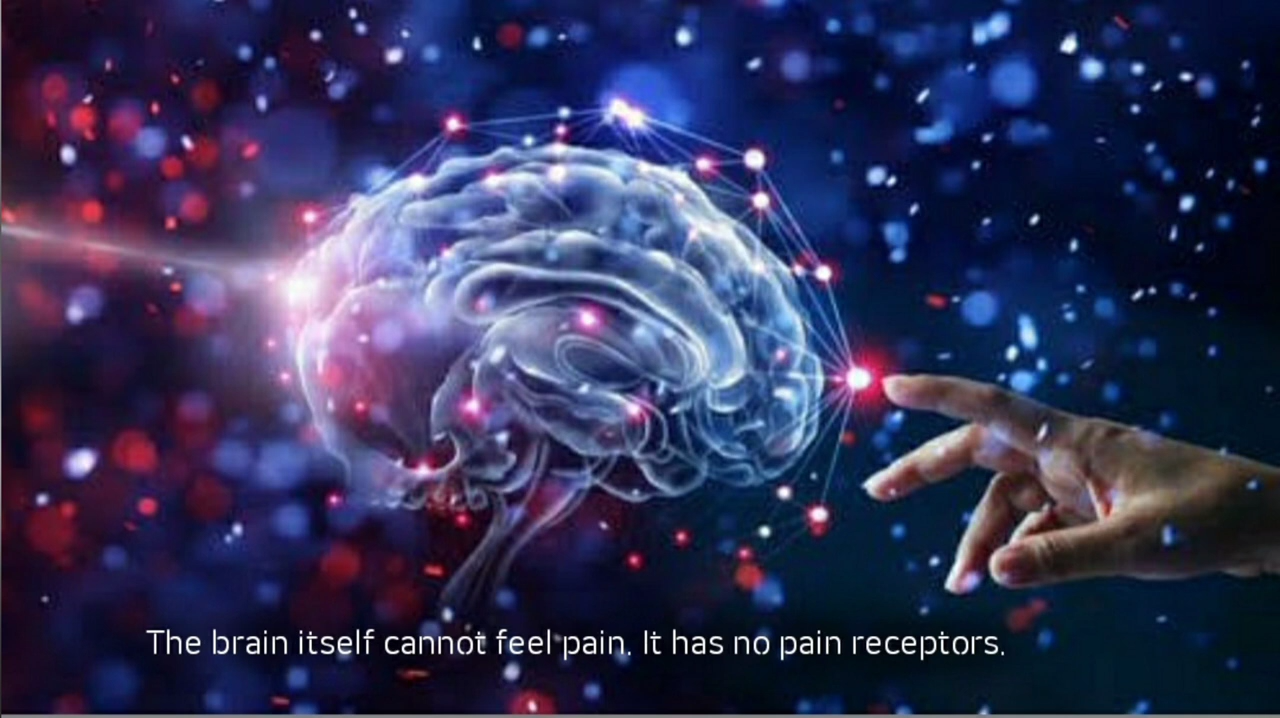 The brain itself cannot feel pain. It has no pain receptors.